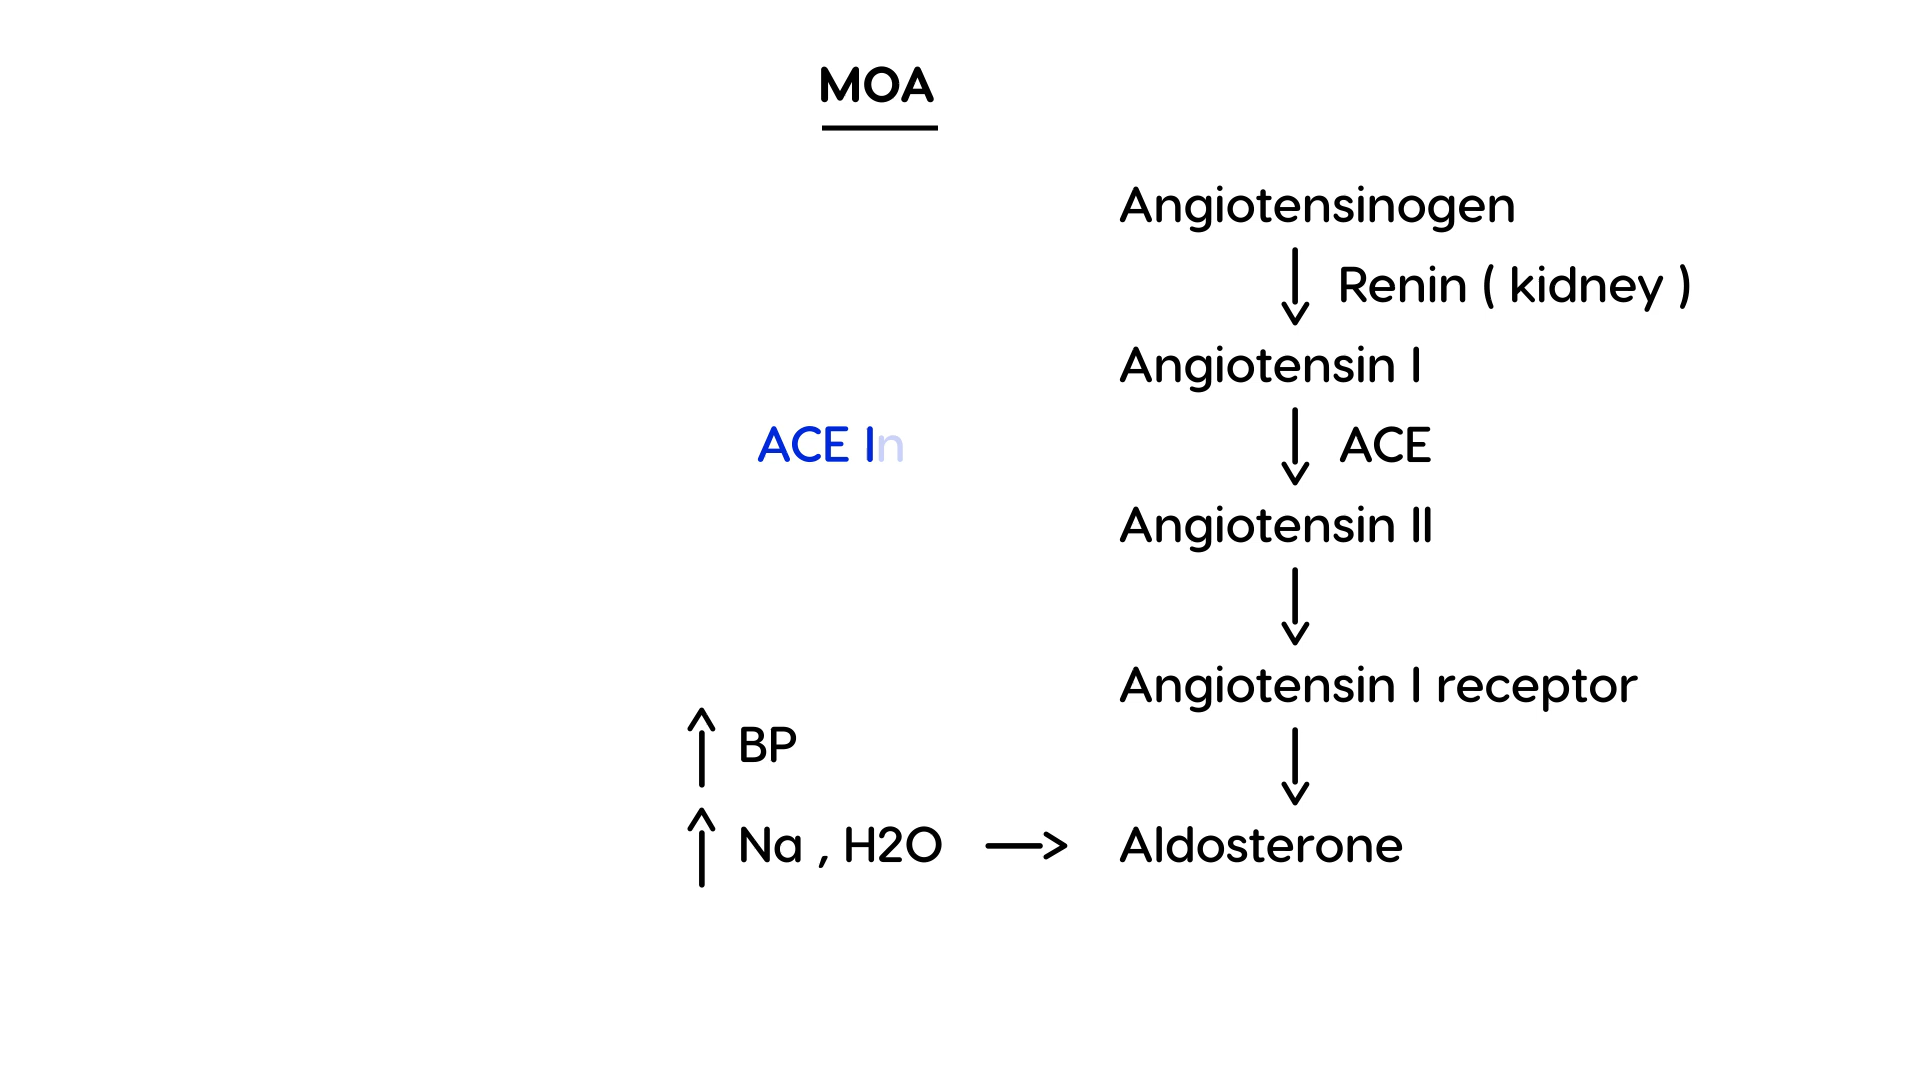 MOA
Angiotensinogen
Renin ( kidney )
Angiotensin I
ACE In
ACE
Angiotensin II
Angiotensin I receptor
BP
Na , H2O
Aldosterone